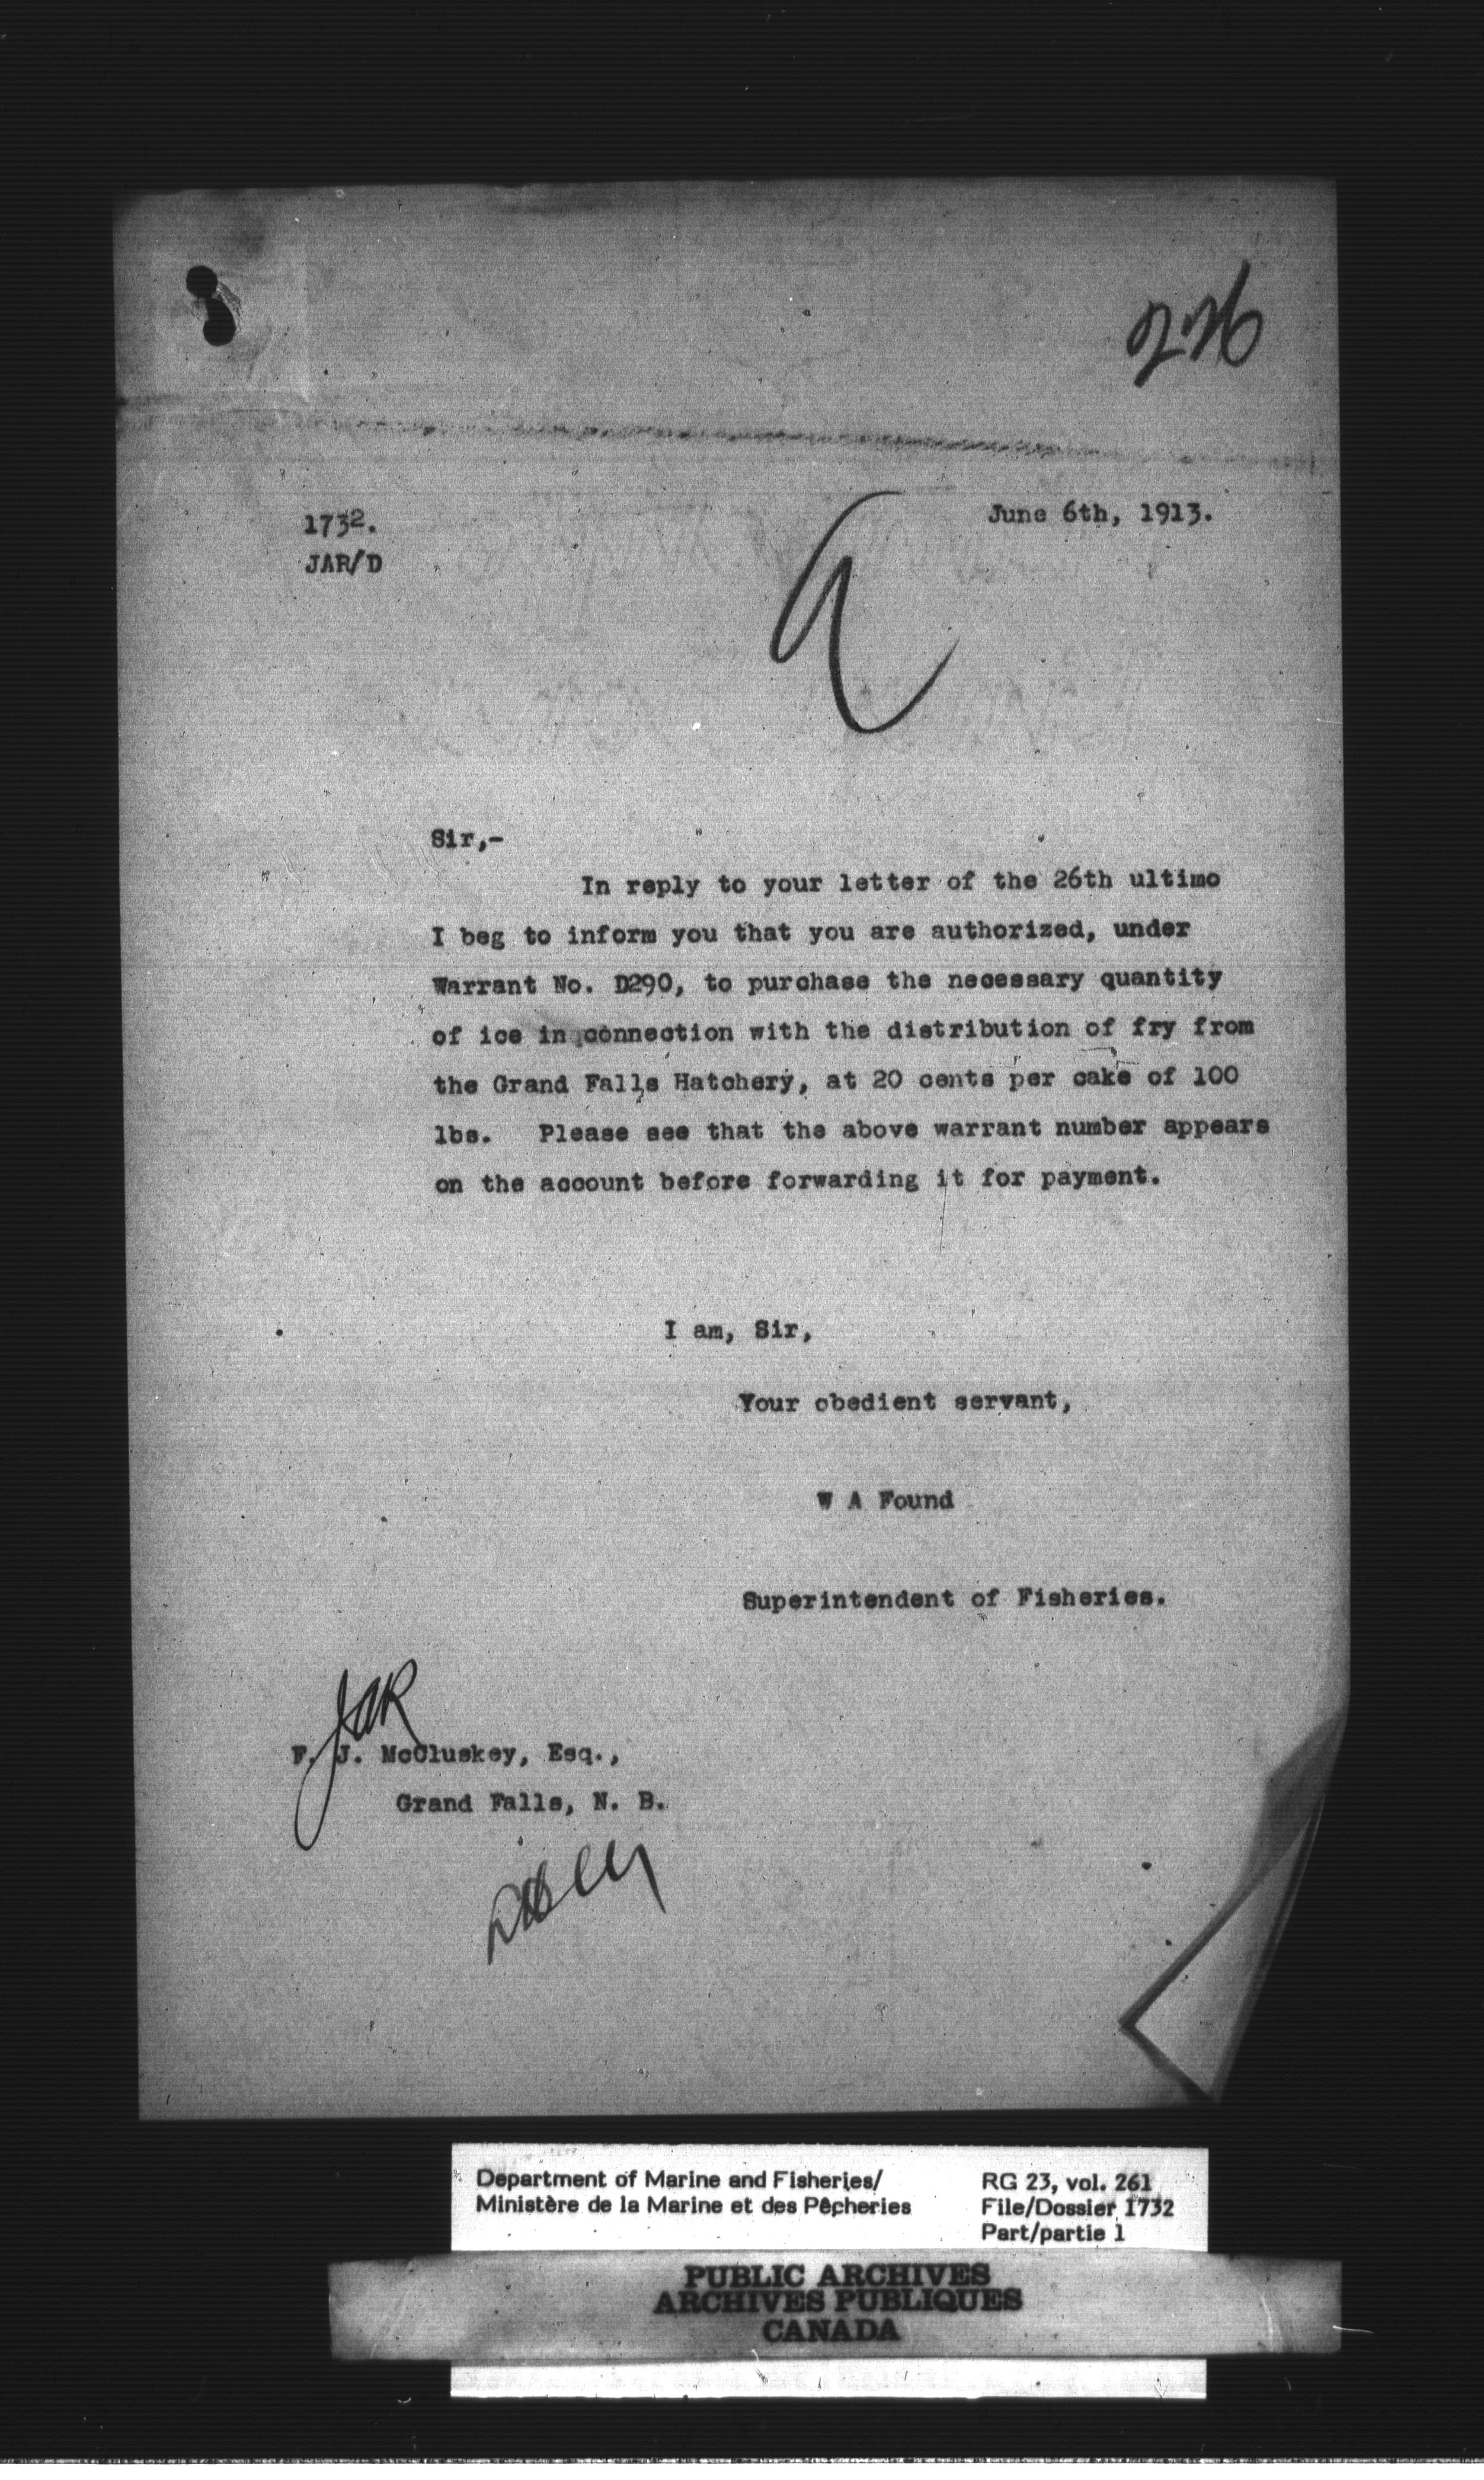 226
1732.
June 6th, 1913.
JAR/D
a
Sir,-
In reply to your letter of the 26th ultimo
I beg to inform you that you are authorized, under
Warrant No. D290, to purchase the necessary quantity
of ice in connection with the distribution of fry from
the Grand Falls Hatchery, at 20 cents per cake of 100
lbs. Please see that the above warrant number appears
on the account before forwarding it for payment.
I am, Sir,
Your obedient servant,
W A Found
Superintendent of Fisheries.
JAR
F. J. McCluskey, Esq.,
Grand Falls, N. B.
Department of Marine and Fisheries/
Ministère de la Marine et des Pêcheries
RG 23, vol. 261
File/Dossier 1732
Part/partie 1
PUBLIC ARCHIVES
ARCHIVES PUBLIQUES
CANADA